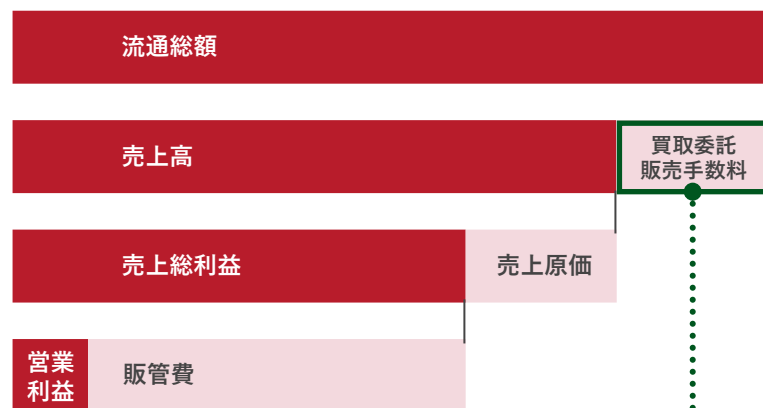 流通総額
売上高
買取委託
販売手数料
売上総利益
売上原価
営業
利益
販管費